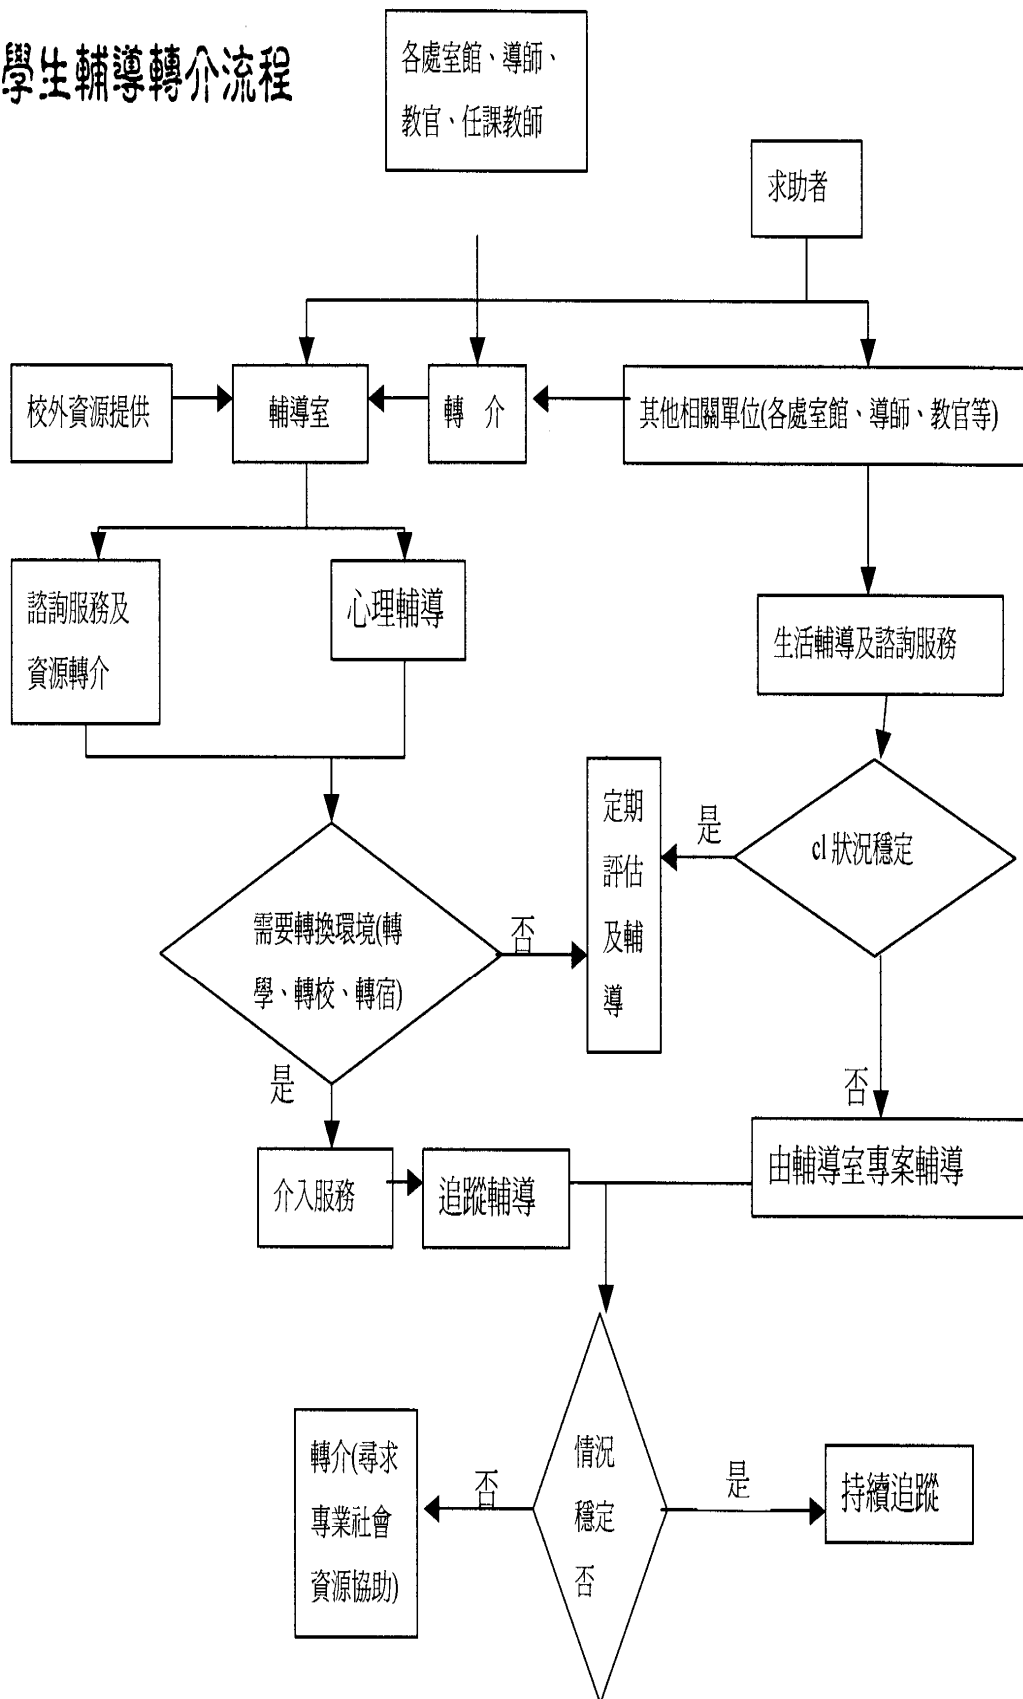 學生輔導轉介流程
各處室館、導師、
教官、任課教師
求助者
校外資源提供
輔導室
轉 介
其他相關單位(各處室館、導師、教官等)
諮詢服務及
資源轉介
心理輔導
生活輔導及諮詢服務
定期
評估
及輔
導
是
cl 狀況穩定
需要轉換環境(轉
學、轉校、轉宿)
否
是
否
介入服務
追蹤輔導
由輔導室專案輔導
轉介(尋求
專業社會
資源協助)
否
情況
穩定
否
是
持續追蹤